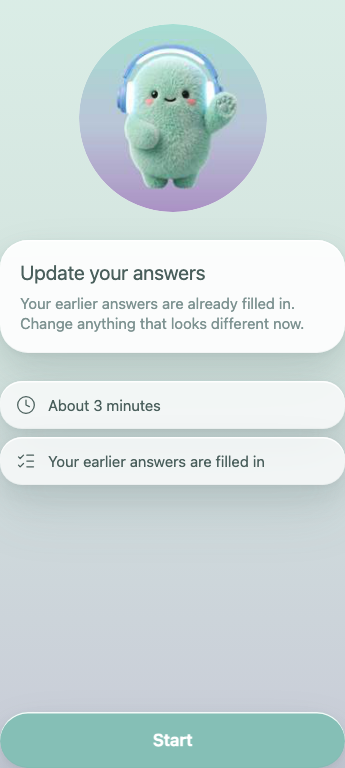 Update your answers
Your earlier answers are already filled in.
Change anything that looks different now.
About 3 minutes
Your earlier answers are filled in
Start